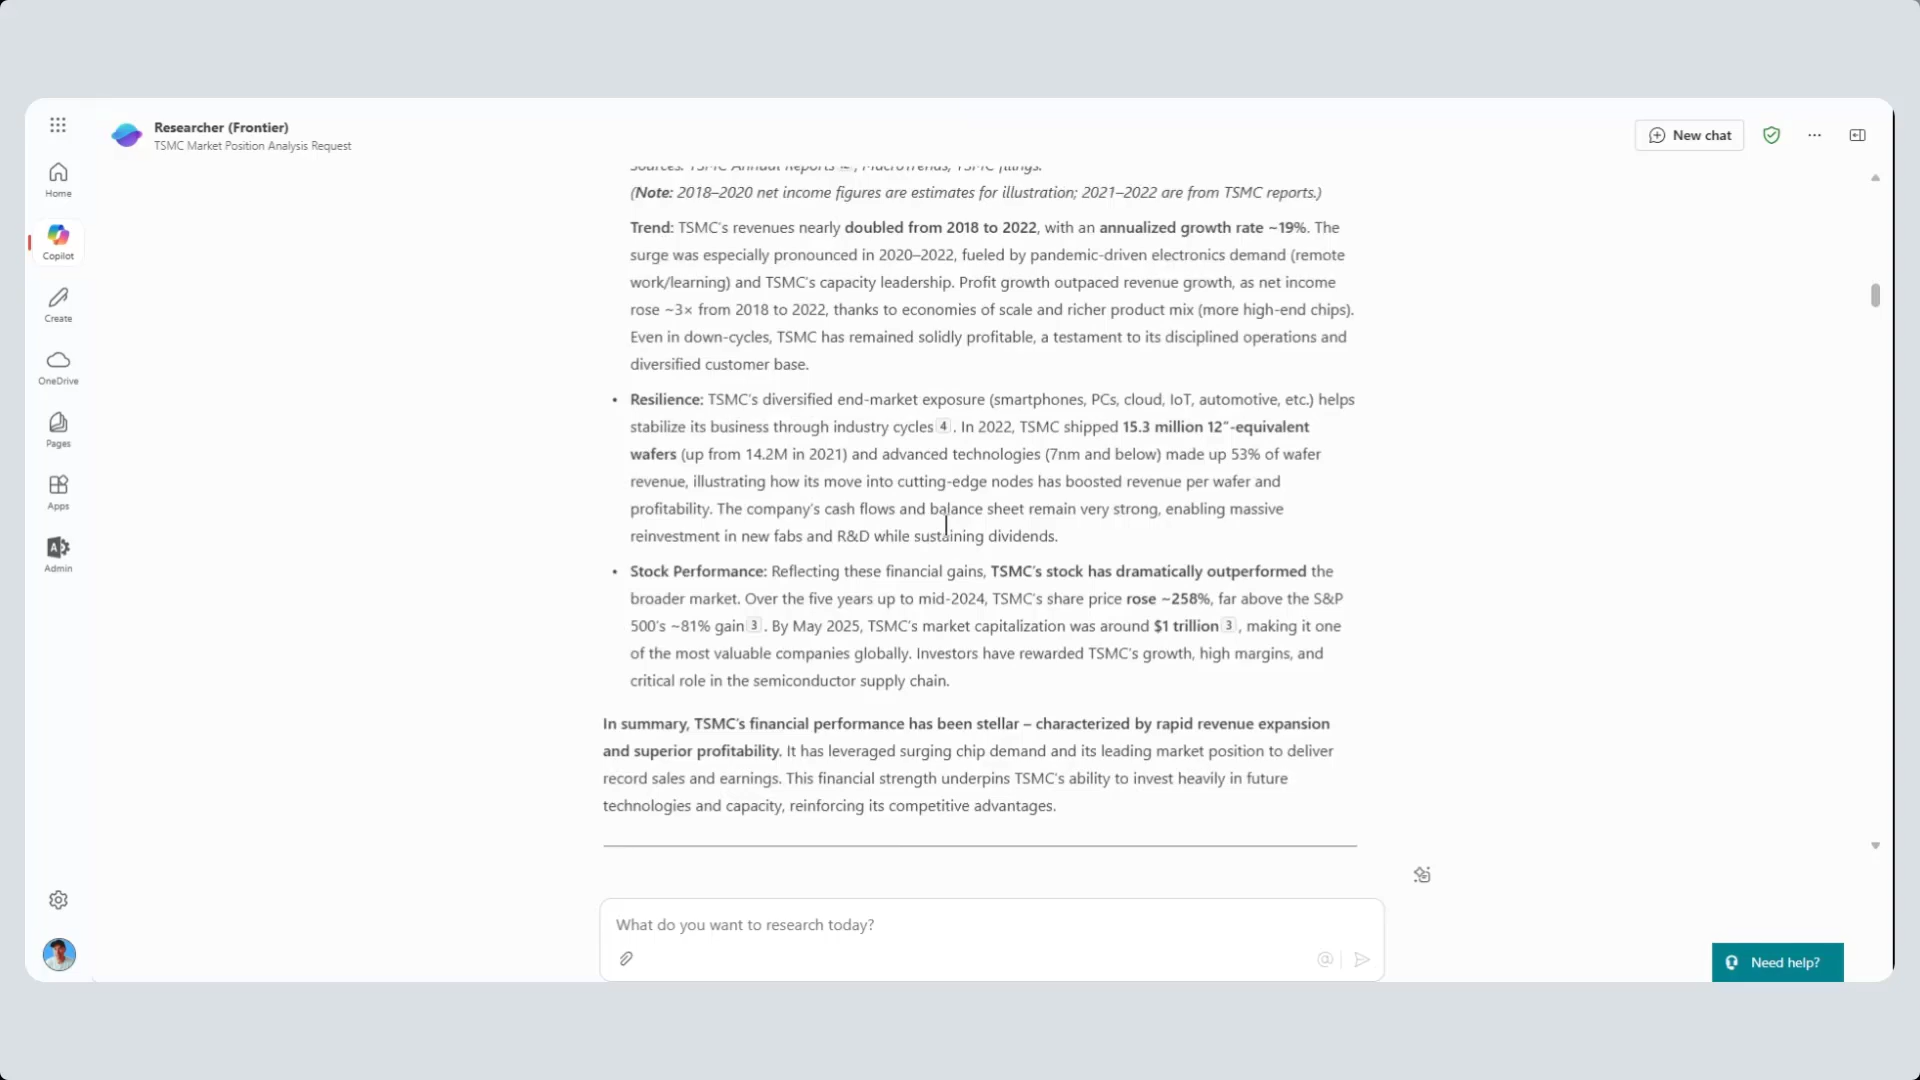 Researcher (Frontier)
TSMC Market Position Analysis Request
New chat
Home
Copilot
Create
OneDrive
Pages
Apps
Admin
Sources: TSMC Annual Reports , MacroTrends, TSMC filings.
(Note: 2018–2020 net income figures are estimates for illustration; 2021–2022 are from TSMC reports.)
Trend: TSMC's revenues nearly doubled from 2018 to 2022, with an annualized growth rate ~19%. The
surge was especially pronounced in 2020–2022, fueled by pandemic-driven electronics demand (remote
work/learning) and TSMC's capacity leadership. Profit growth outpaced revenue growth, as net income
rose ~3× from 2018 to 2022, thanks to economies of scale and richer product mix (more high-end chips).
Even in down-cycles, TSMC has remained solidly profitable, a testament to its disciplined operations and
diversified customer base.
• Resilience: TSMC's diversified end-market exposure (smartphones, PCs, cloud, IoT, automotive, etc.) helps
stabilize its business through industry cycles 4 . In 2022, TSMC shipped 15.3 million 12″-equivalent
wafers (up from 14.2M in 2021) and advanced technologies (7nm and below) made up 53% of wafer
revenue, illustrating how its move into cutting-edge nodes has boosted revenue per wafer and
profitability. The company's cash flows and balance sheet remain very strong, enabling massive
reinvestment in new fabs and R&D while sustaining dividends.
• Stock Performance: Reflecting these financial gains, TSMC's stock has dramatically outperformed the
broader market. Over the five years up to mid-2024, TSMC's share price rose ~258%, far above the S&P
500's ~81% gain 3 . By May 2025, TSMC's market capitalization was around $1 trillion 3 , making it one
of the most valuable companies globally. Investors have rewarded TSMC's growth, high margins, and
critical role in the semiconductor supply chain.
In summary, TSMC's financial performance has been stellar – characterized by rapid revenue expansion
and superior profitability. It has leveraged surging chip demand and its leading market position to deliver
record sales and earnings. This financial strength underpins TSMC's ability to invest heavily in future
technologies and capacity, reinforcing its competitive advantages.
What do you want to research today?
Need help?